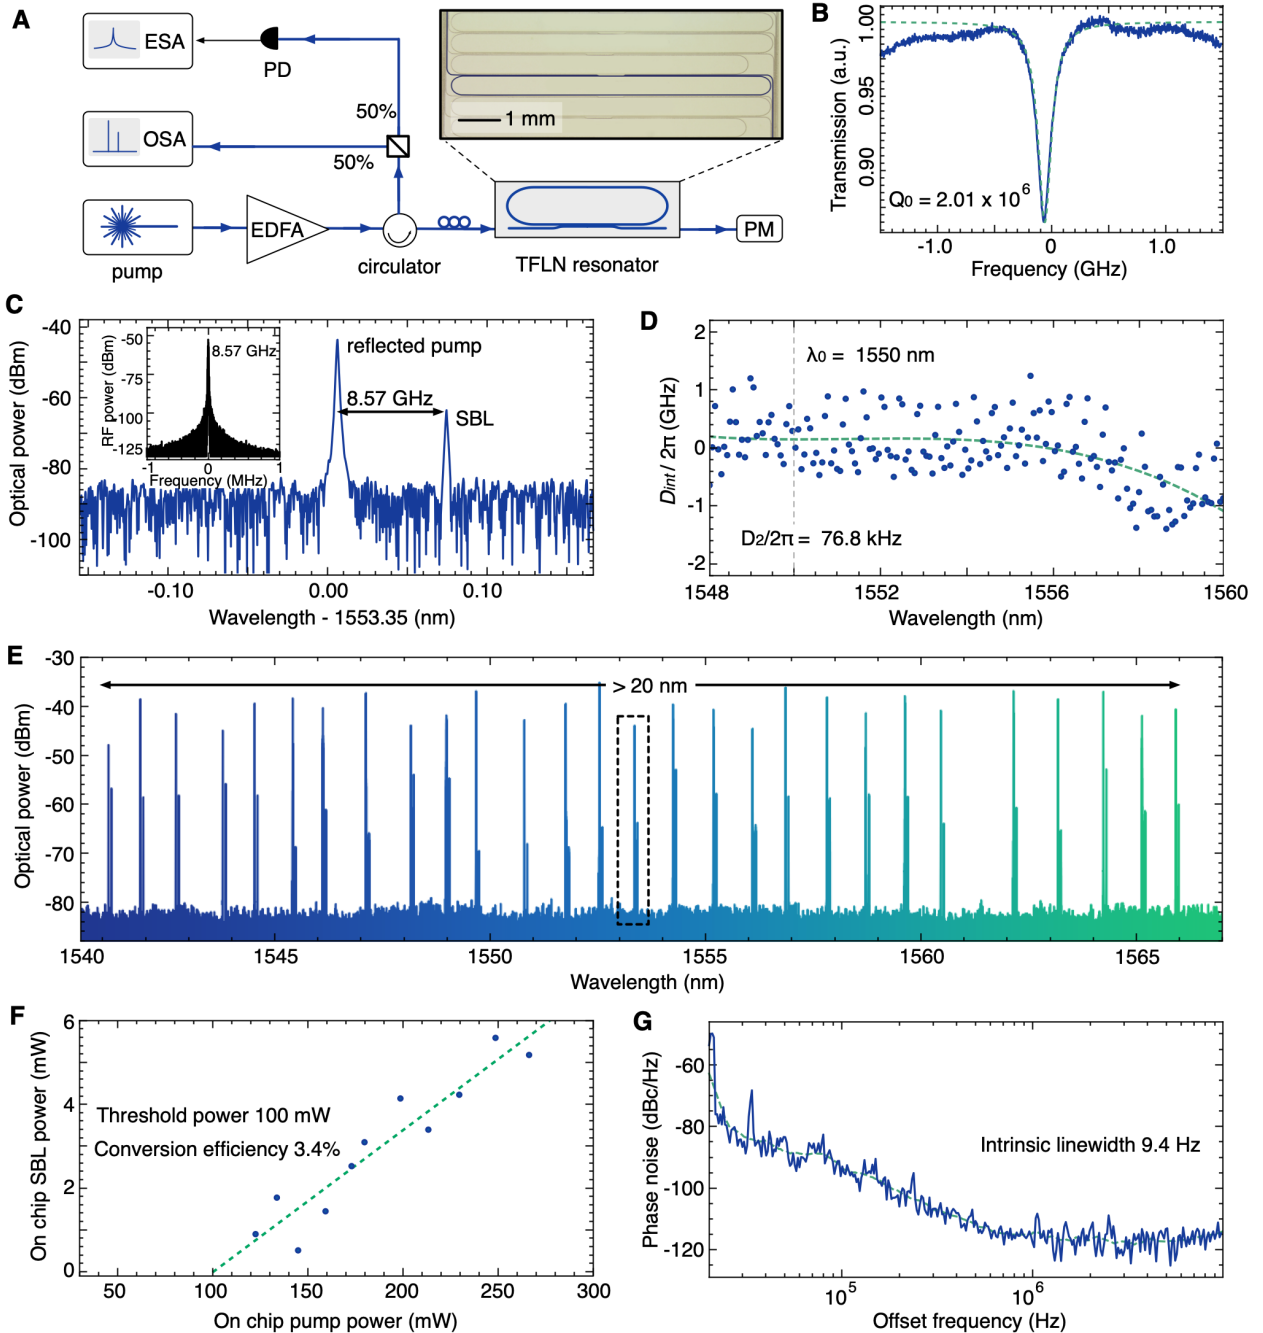 A
ESA
PD
OSA
50%
50%
pump
EDFA
circulator
1 mm
TFLN resonator
PM
B
Transmission (a.u.)
1.00
0.95
0.90
Q0 = 2.01 x 10^6
-1.0
0
1.0
Frequency (GHz)
C
Optical power (dBm)
-40
-60
-80
-100
RF power (dBm)
-50
-75
-100
-125
8.57 GHz
-1
0
1
Frequency (MHz)
reflected pump
8.57 GHz
SBL
-0.10
0.00
0.10
Wavelength - 1553.35 (nm)
D
Dint / 2π (GHz)
2
1
0
-1
-2
λ0 = 1550 nm
D2/2π = 76.8 kHz
1548
1552
1556
1560
Wavelength (nm)
E
Optical power (dBm)
-30
-40
-50
-60
-70
-80
> 20 nm
1540
1545
1550
1555
1560
1565
Wavelength (nm)
F
On chip SBL power (mW)
6
4
2
0
Threshold power 100 mW
Conversion efficiency 3.4%
50
100
150
200
250
300
On chip pump power (mW)
G
Phase noise (dBc/Hz)
-60
-80
-100
-120
Intrinsic linewidth 9.4 Hz
10^5
10^6
Offset frequency (Hz)